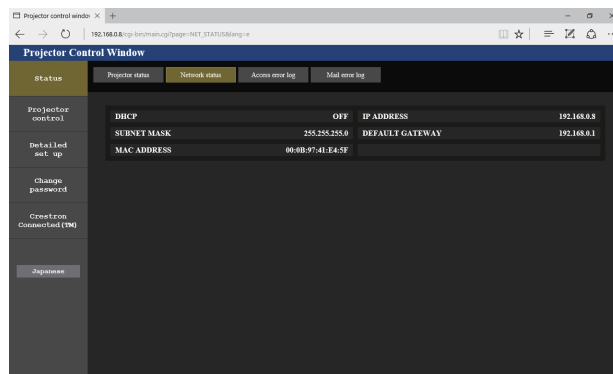 Projector control windov
192.168.0.8/cgi-bin/main.cgi?page=NET_STATUS&lang=e
Projector Control Window
Status
Projector status
Network status
Access error log
Mail error log
Projector
control
Detailed
set up
Change
password
Crestron
Connected(TM)
Japanese
DHCP OFF IP ADDRESS 192.168.0.8
SUBNET MASK 255.255.255.0 DEFAULT GATEWAY 192.168.0.1
MAC ADDRESS 00:0B:97:41:E4:5F